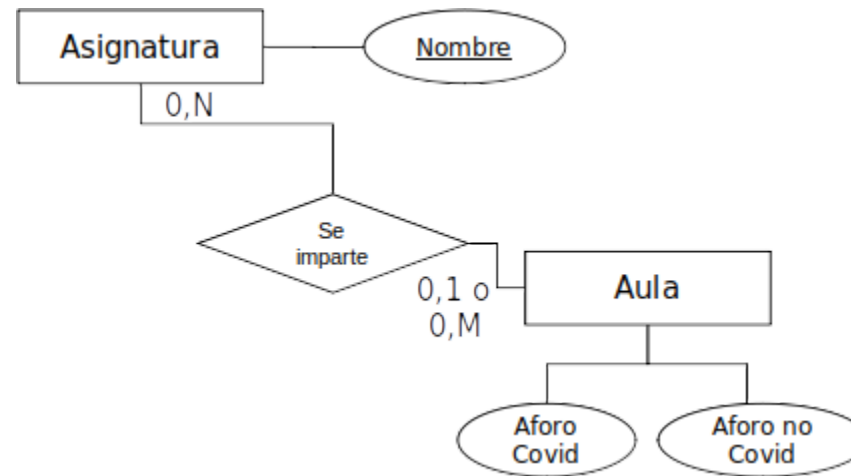 Asignatura
Nombre
0,N
Se
imparte
0,1 o
0,M
Aula
Aforo
Covid
Aforo no
Covid